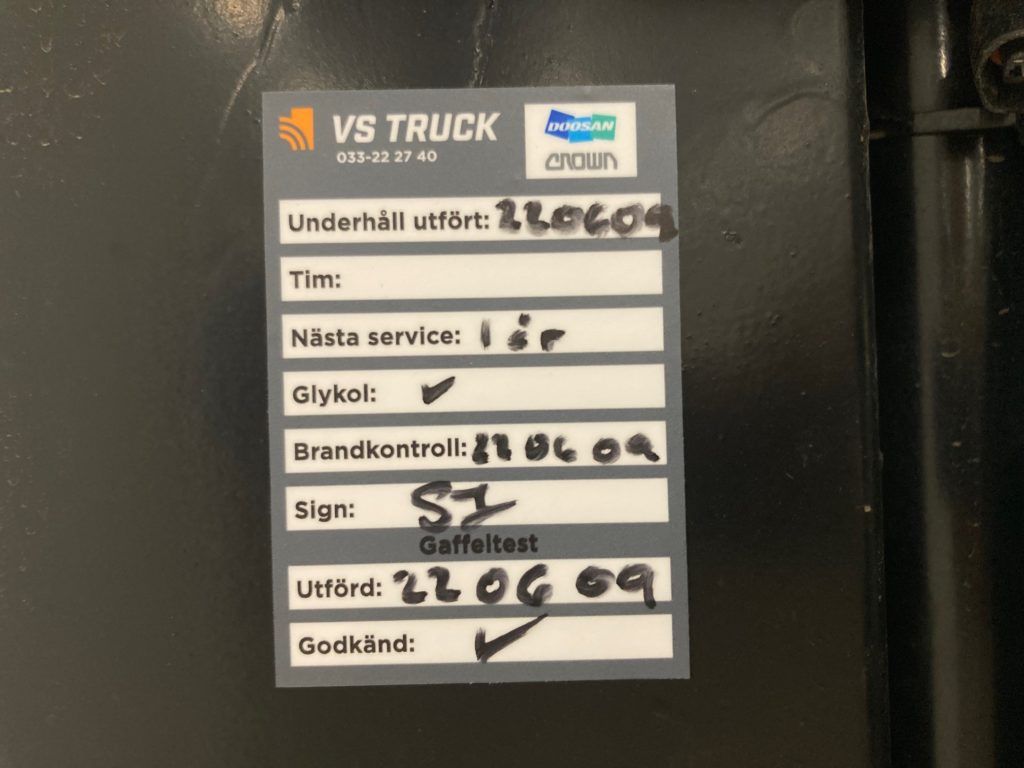 VS TRUCK
033-22 27 40
DOOSAN
CROWN
Underhåll utfört: 220609
Tim:
Nästa service: 1 år
Glykol: ✓
Brandkontroll: 220609
Sign: SJ
Gaffeltest
Utförd: 220609
Godkänd: ✓